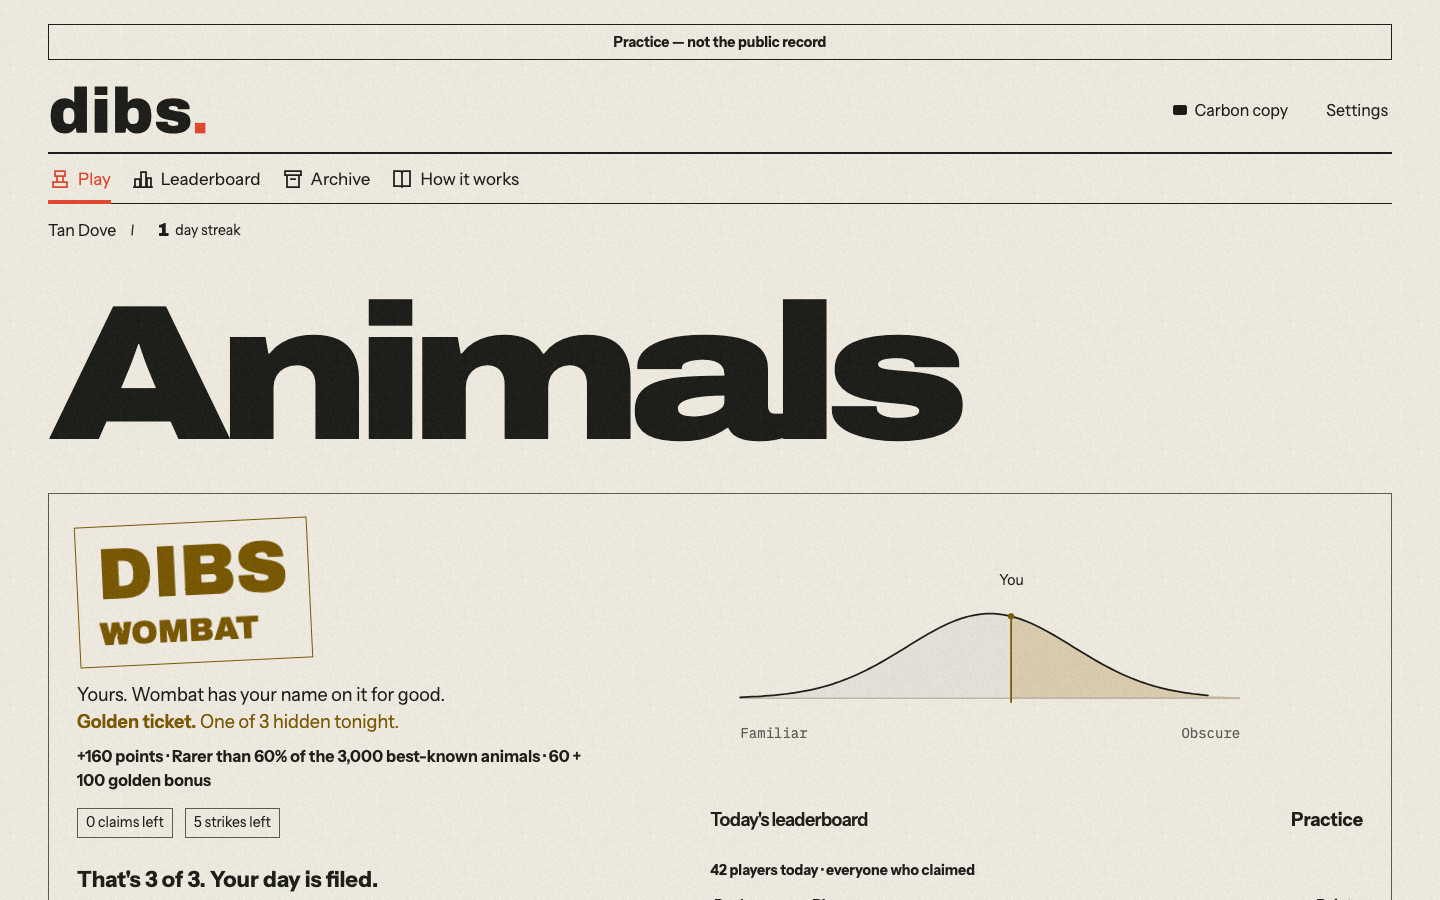 Practice — not the public record
dibs.
Carbon copy
Settings
Play
Leaderboard
Archive
How it works
Tan Dove / 1 day streak
Animals
DIBS
WOMBAT
Yours. Wombat has your name on it for good.
Golden ticket. One of 3 hidden tonight.
+160 points · Rarer than 60% of the 3,000 best-known animals · 60 +
100 golden bonus
0 claims left
5 strikes left
That's 3 of 3. Your day is filed.
You
Familiar
Obscure
Today's leaderboard
Practice
42 players today · everyone who claimed